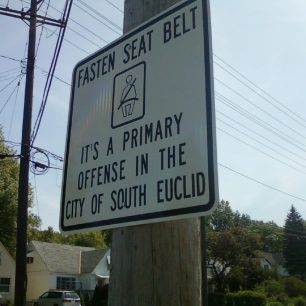 FASTEN SEAT BELT
IT'S A PRIMARY
OFFENSE IN THE
CITY OF SOUTH EUCLID